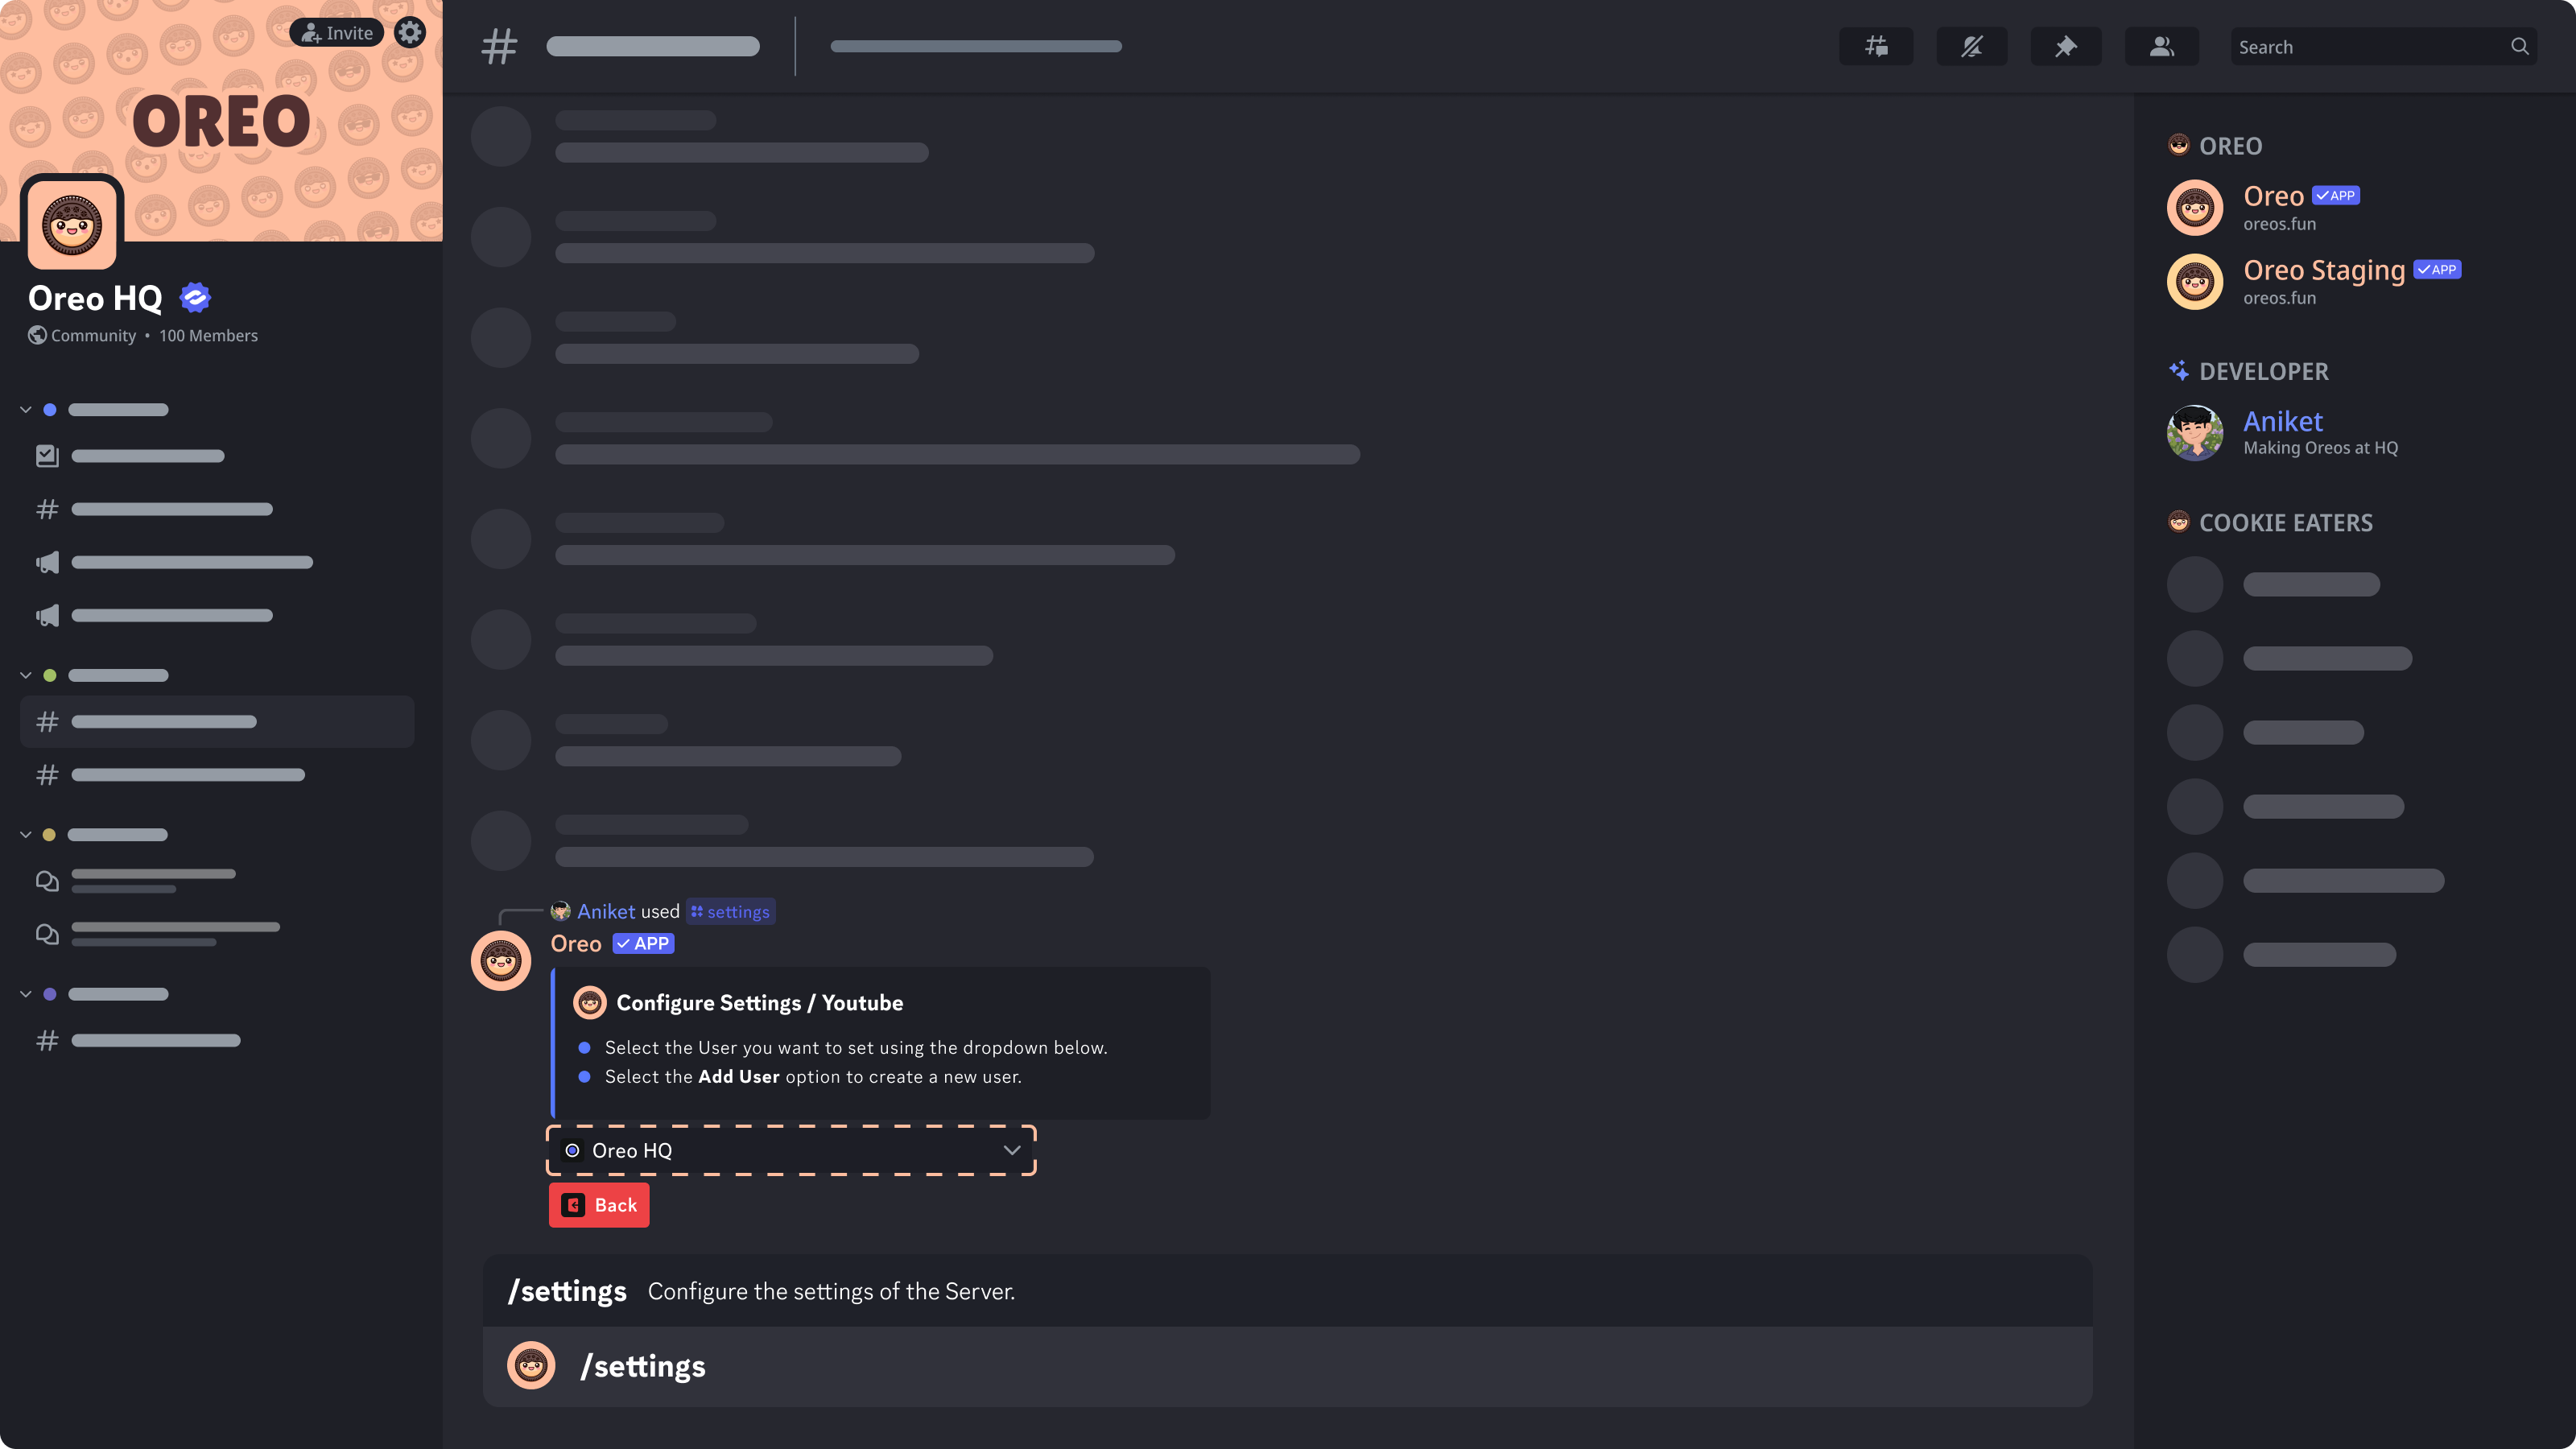 Invite
OREO
Oreo HQ
Community • 100 Members
Search
Aniket used settings
Oreo APP
Configure Settings / Youtube
Select the User you want to set using the dropdown below.
Select the Add User option to create a new user.
Oreo HQ
Back
/settings Configure the settings of the Server.
/settings
OREO
Oreo APP
oreos.fun
Oreo Staging APP
oreos.fun
DEVELOPER
Aniket
Making Oreos at HQ
COOKIE EATERS